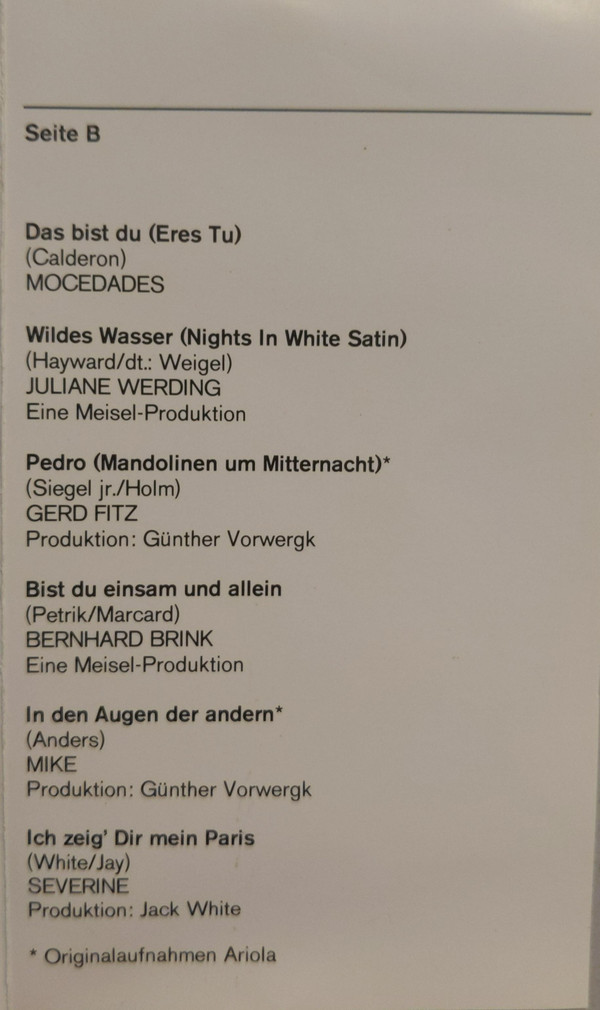 Seite B
Das bist du (Eres Tu)
(Calderon)
MOCEDADES
Wildes Wasser (Nights In White Satin)
(Hayward/dt.: Weigel)
JULIANE WERDING
Eine Meisel-Produktion
Pedro (Mandolinen um Mitternacht)*
(Siegel jr./Holm)
GERD FITZ
Produktion: Günther Vorwergk
Bist du einsam und allein
(Petrik/Marcard)
BERNHARD BRINK
Eine Meisel-Produktion
In den Augen der andern*
(Anders)
MIKE
Produktion: Günther Vorwergk
Ich zeig' Dir mein Paris
(White/Jay)
SEVERINE
Produktion: Jack White
* Originalaufnahmen Ariola